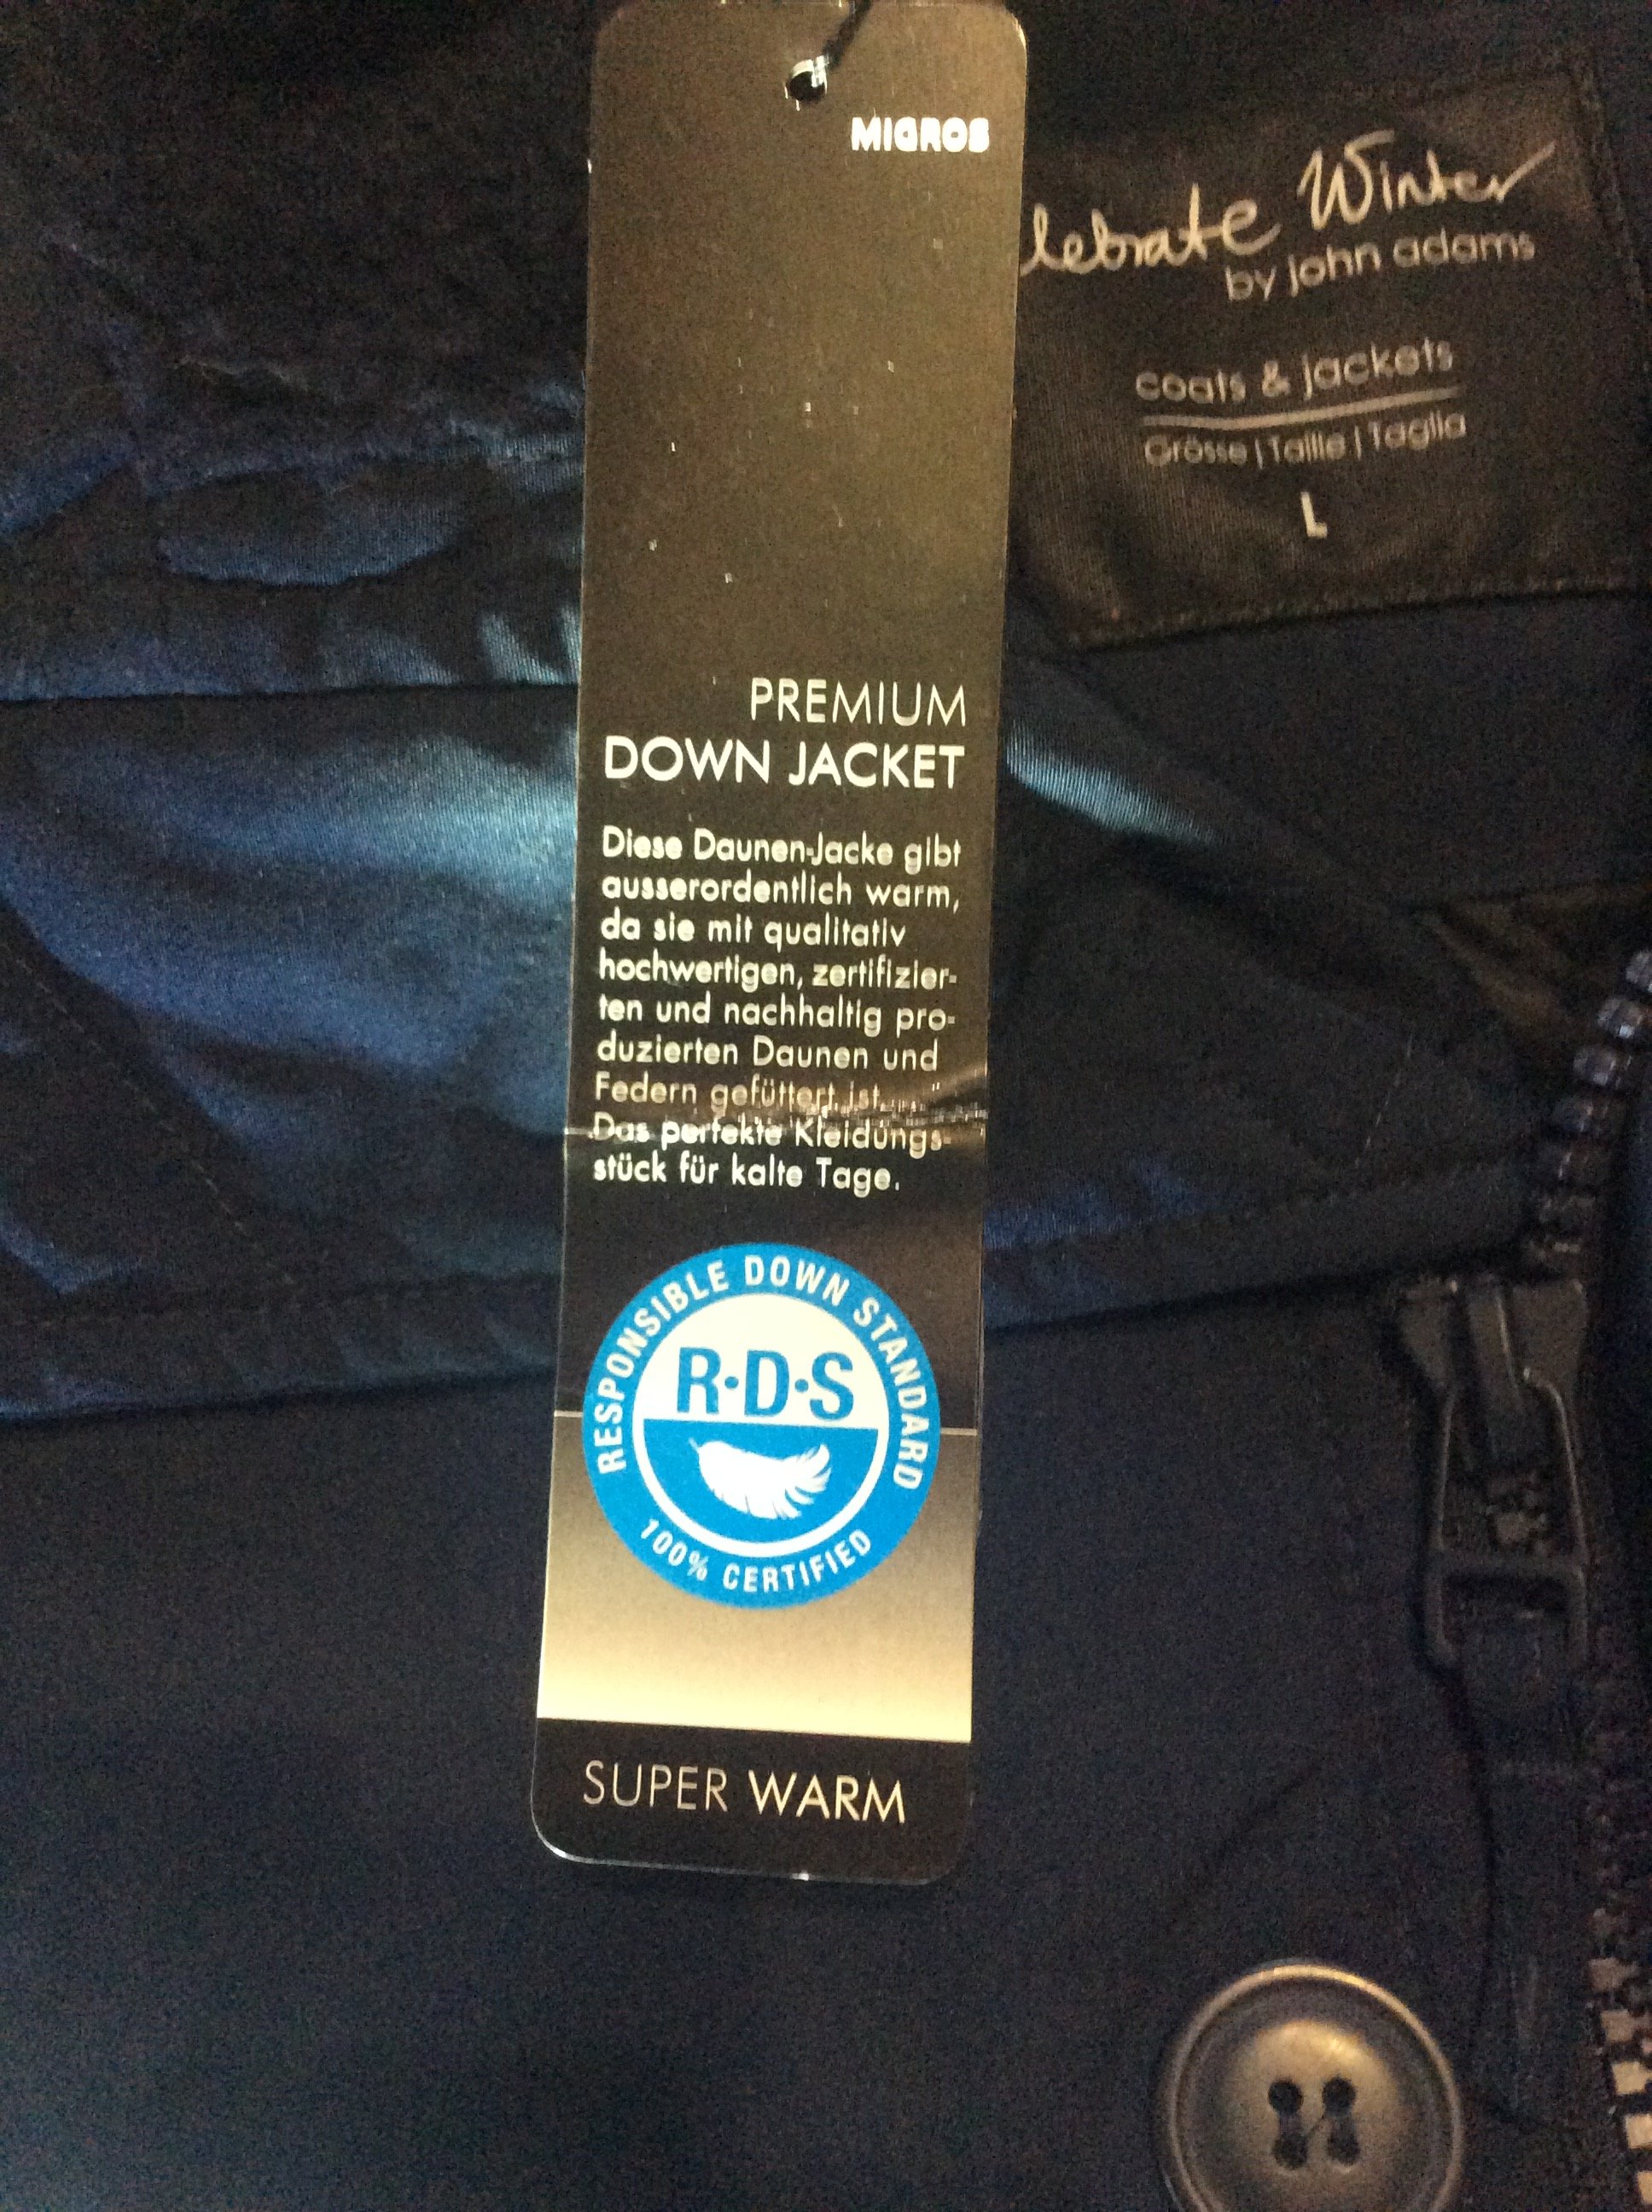 MIGROS
lebrate Winter
by john adams
coats & jackets
Grösse | Taille | Taglia
L
PREMIUM
DOWN JACKET
Diese Daunen-Jacke gibt
ausserordentlich warm,
da sie mit qualitativ
hochwertigen, zertifizier-
ten und nachhaltig pro-
duzierten Daunen und
Federn gefüttert ist.
Das perfekte Kleidungs-
stück für kalte Tage.
RESPONSIBLE DOWN STANDARD
R·D·S
100% CERTIFIED
SUPER WARM